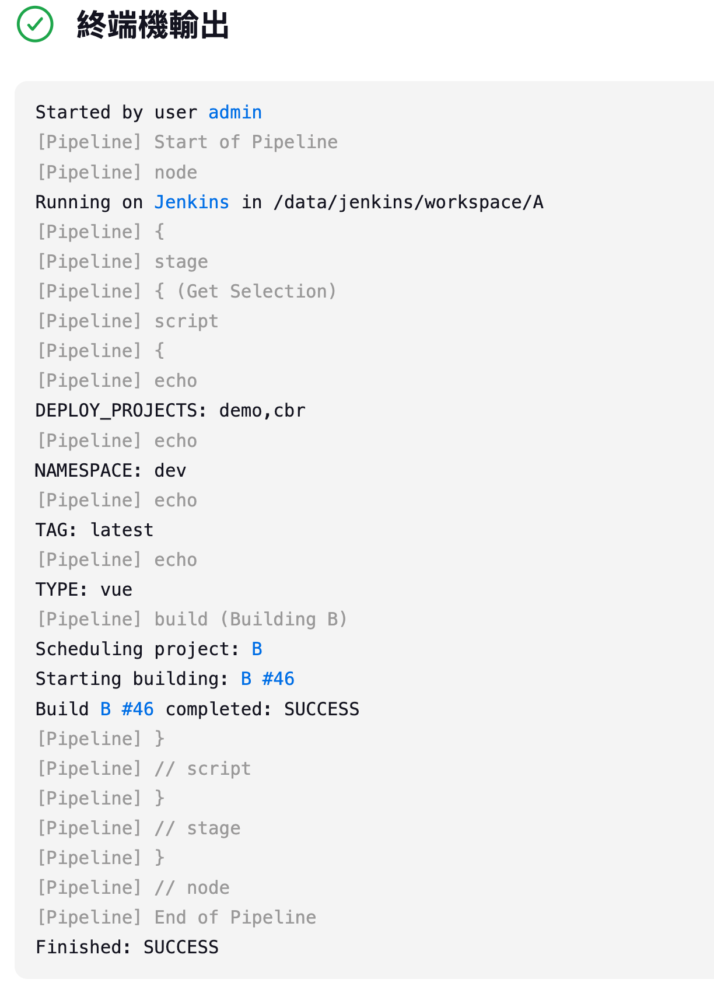 終端機輸出
Started by user admin
[Pipeline] Start of Pipeline
[Pipeline] node
Running on Jenkins in /data/jenkins/workspace/A
[Pipeline] {
[Pipeline] stage
[Pipeline] { (Get Selection)
[Pipeline] script
[Pipeline] {
[Pipeline] echo
DEPLOY_PROJECTS: demo,cbr
[Pipeline] echo
NAMESPACE: dev
[Pipeline] echo
TAG: latest
[Pipeline] echo
TYPE: vue
[Pipeline] build (Building B)
Scheduling project: B
Starting building: B #46
Build B #46 completed: SUCCESS
[Pipeline] }
[Pipeline] // script
[Pipeline] }
[Pipeline] // stage
[Pipeline] }
[Pipeline] // node
[Pipeline] End of Pipeline
Finished: SUCCESS